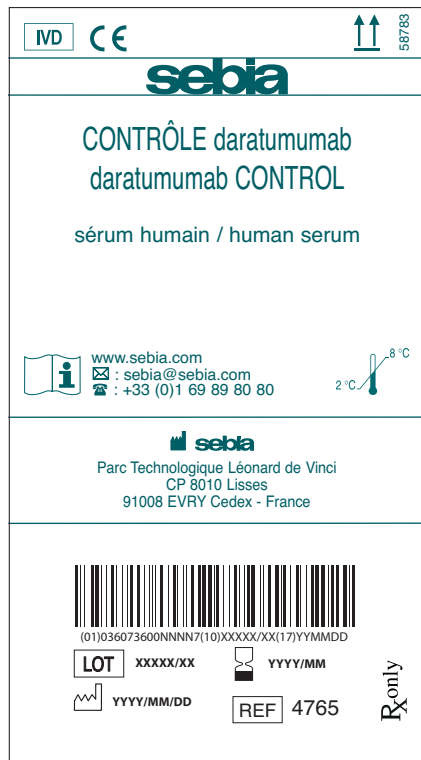 IVD CE
58783
sebia
CONTRÔLE daratumumab
daratumumab CONTROL
sérum humain / human serum
www.sebia.com
: sebia@sebia.com
: +33 (0)1 69 89 80 80
8 °C
2 °C
sebia
Parc Technologique Léonard de Vinci
CP 8010 Lisses
91008 EVRY Cedex - France
(01)036073600NNNN7(10)XXXXX/XX(17)YYMMDD
LOT XXXXX/XX
YYYY/MM
YYYY/MM/DD
REF 4765
Rx only